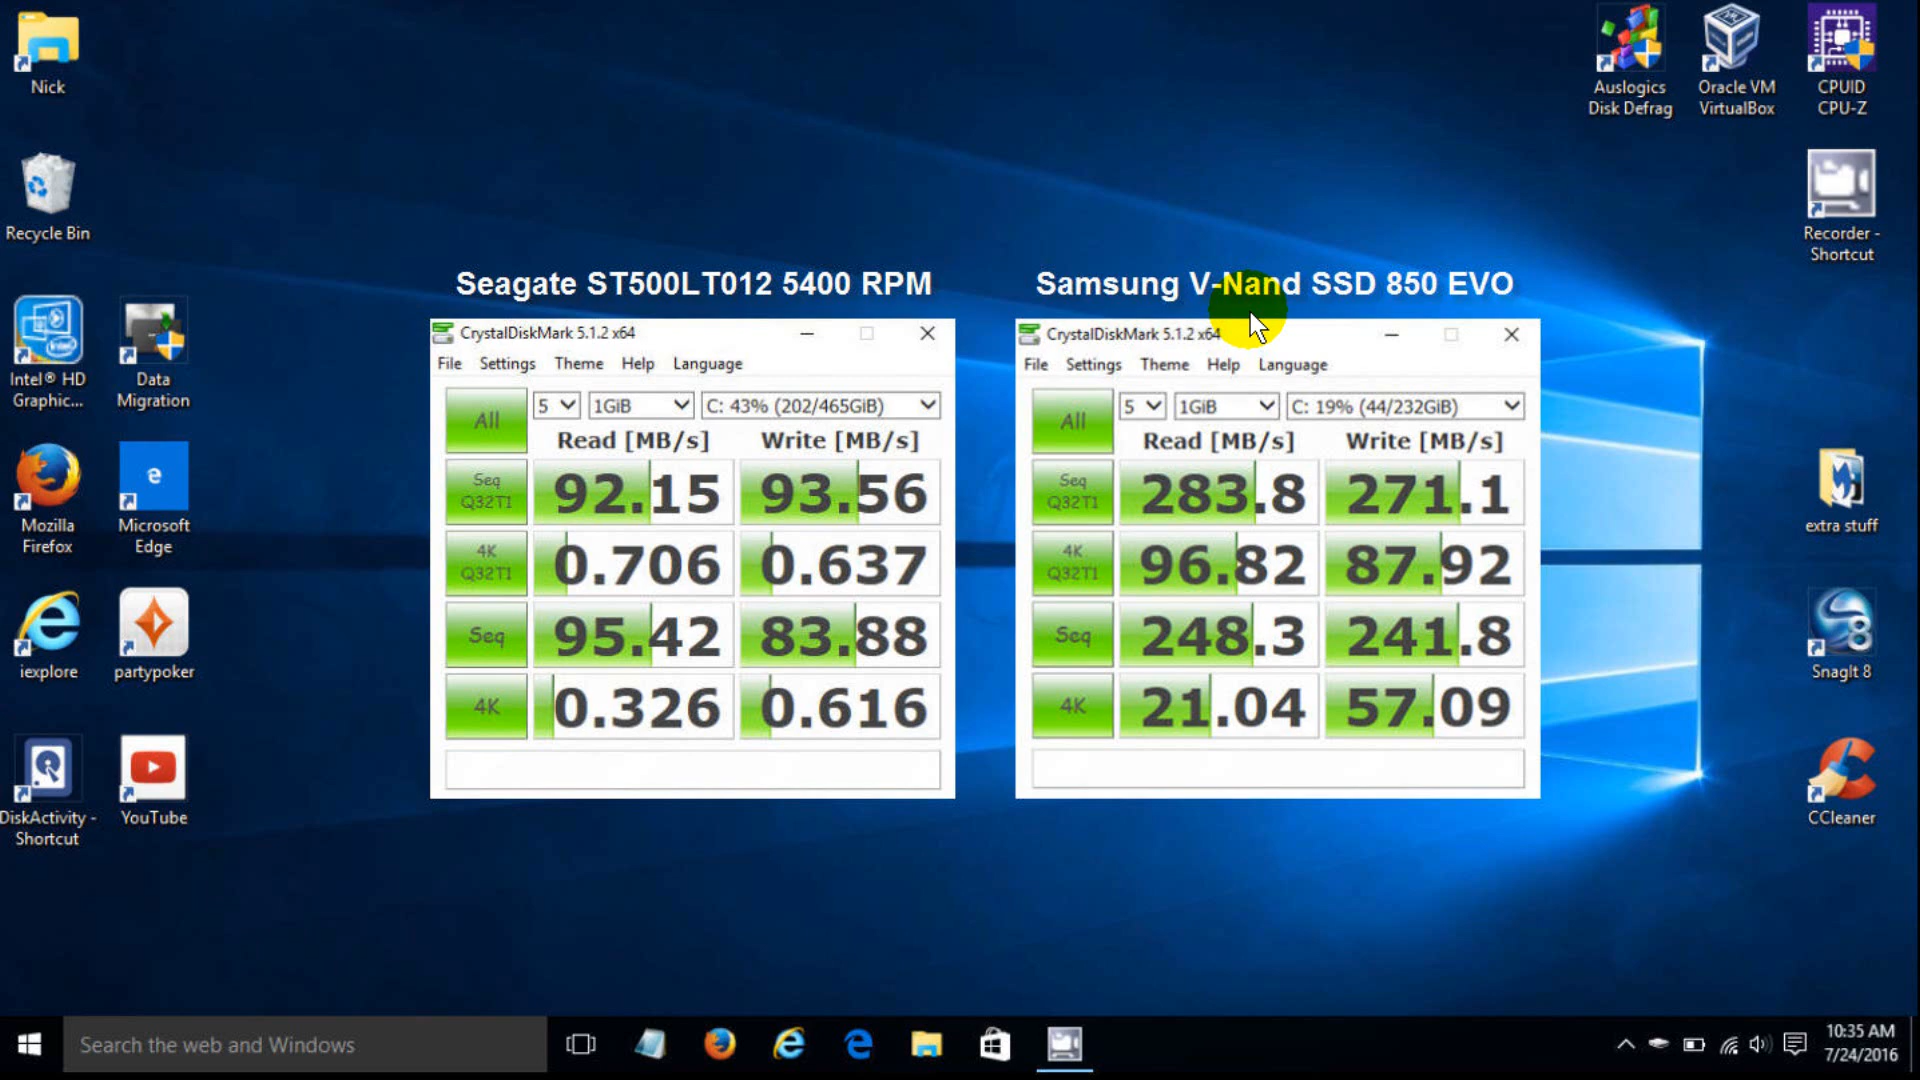 Nick
Recycle Bin
Intel® HD
Graphic...
Data
Migration
Mozilla
Firefox
Microsoft
Edge
iexplore
partypoker
DiskActivity -
Shortcut
YouTube
Seagate ST500LT012 5400 RPM
CrystalDiskMark 5.1.2 x64
File Settings Theme Help Language
All
5 1GiB C: 43% (202/465GiB)
Read [MB/s] Write [MB/s]
Seq
Q32T1
92.15 93.56
4K
Q32T1
0.706 0.637
Seq 95.42 83.88
4K 0.326 0.616
Samsung V-Nand SSD 850 EVO
CrystalDiskMark 5.1.2 x64
File Settings Theme Help Language
All
5 1GiB C: 19% (44/232GiB)
Read [MB/s] Write [MB/s]
Seq
Q32T1
283.8 271.1
4K
Q32T1
96.82 87.92
Seq 248.3 241.8
4K 21.04 57.09
Auslogics
Disk Defrag
Oracle VM
VirtualBox
CPUID
CPU-Z
Recorder -
Shortcut
extra stuff
SnagIt 8
CCleaner
Search the web and Windows
10:35 AM
7/24/2016